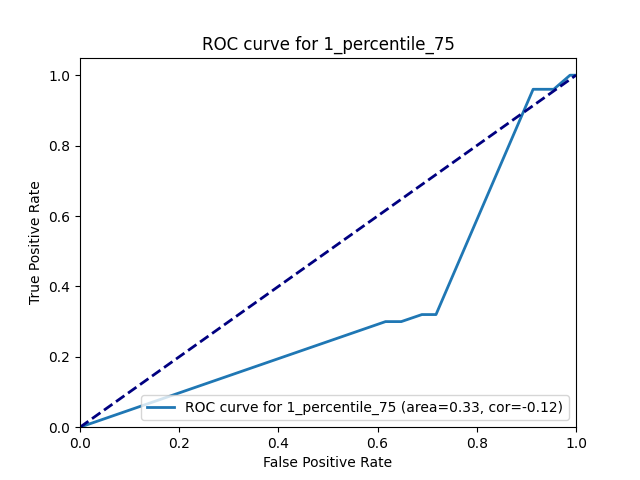 ROC curve for 1_percentile_75
1.0
0.8
0.6
0.4
0.2
0.0
True Positive Rate
ROC curve for 1_percentile_75 (area=0.33, cor=-0.12)
0.0 0.2 0.4 0.6 0.8 1.0
False Positive Rate